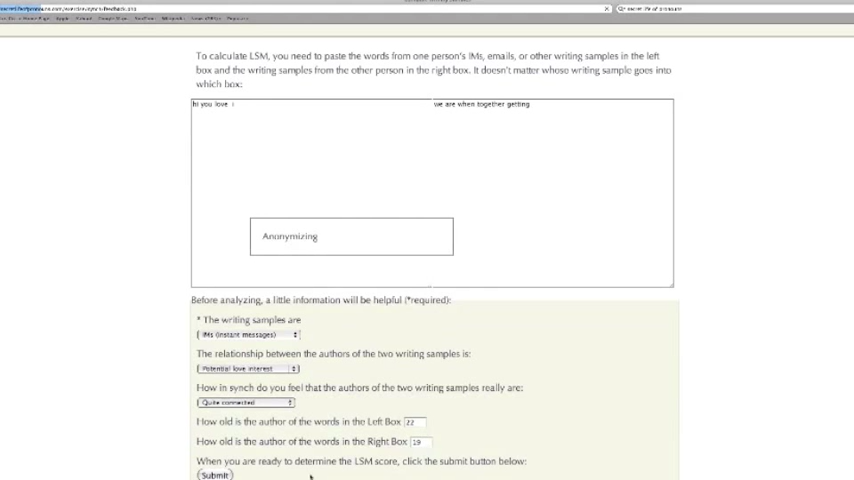 secret life of pronouns
To calculate LSM, you need to paste the words from one person's IMs, emails, or other writing samples in the left
box and the writing samples from the other person in the right box. It doesn't matter whose writing sample goes into
which box:
hi you love i
we are when together getting
Anonymizing
Before analyzing, a little information will be helpful (*required):
* The writing samples are
IMs (instant messages)
The relationship between the authors of the two writing samples is:
Potential love interest
How in synch do you feel that the authors of the two writing samples really are:
Quite connected
How old is the author of the words in the Left Box 22
How old is the author of the words in the Right Box 19
When you are ready to determine the LSM score, click the submit button below:
Submit